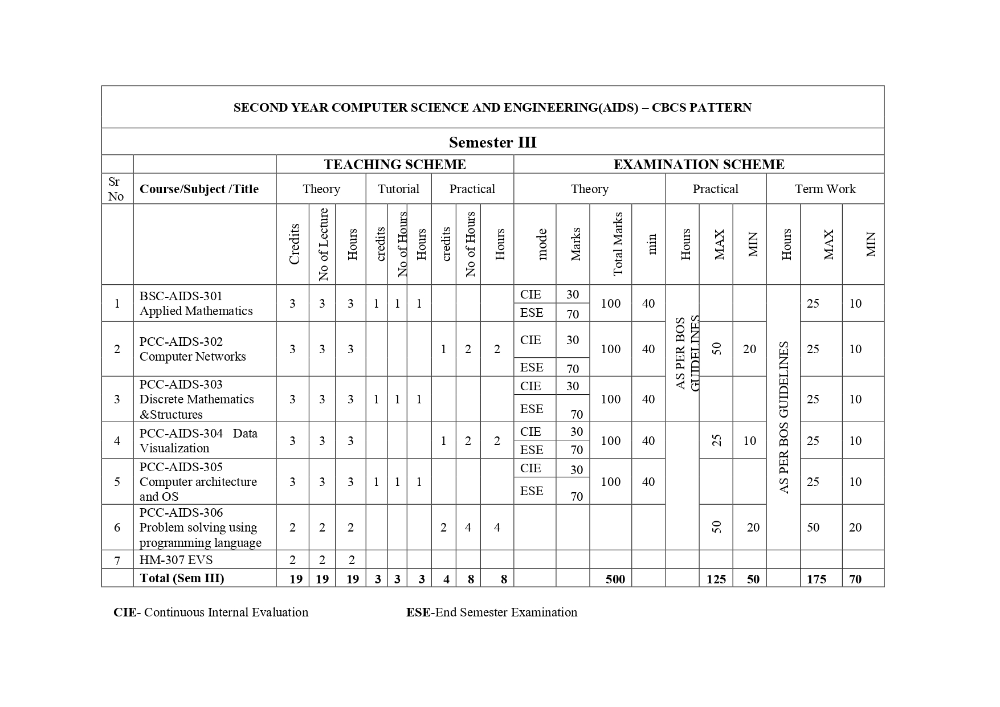 SECOND YEAR COMPUTER SCIENCE AND ENGINEERING(AIDS) – CBCS PATTERN
Semester III
TEACHING SCHEME EXAMINATION SCHEME
Sr No Course/Subject /Title Theory Tutorial Practical Theory Practical Term Work
Credits No of Lecture Hours credits No of Hours Hours credits No of Hours Hours mode Marks Total Marks min Hours MAX MIN Hours MAX MIN
AS PER BOS GUIDELINES
AS PER BOS GUIDELINES
1 BSC-AIDS-301 Applied Mathematics 3 3 3 1 1 1 CIE 30 ESE 70 100 40 25 10
2 PCC-AIDS-302 Computer Networks 3 3 3 1 2 2 CIE 30 ESE 70 100 40 50 20 25 10
3 PCC-AIDS-303 Discrete Mathematics &Structures 3 3 3 1 1 1 CIE 30 ESE 70 100 40 25 10
4 PCC-AIDS-304 Data Visualization 3 3 3 1 2 2 CIE 30 ESE 70 100 40 25 10 25 10
5 PCC-AIDS-305 Computer architecture and OS 3 3 3 1 1 1 CIE 30 ESE 70 100 40 25 10
6 PCC-AIDS-306 Problem solving using programming language 2 2 2 2 4 4 50 20 50 20
7 HM-307 EVS 2 2 2
Total (Sem III) 19 19 19 3 3 3 4 8 8 500 125 50 175 70
CIE- Continuous Internal Evaluation ESE-End Semester Examination